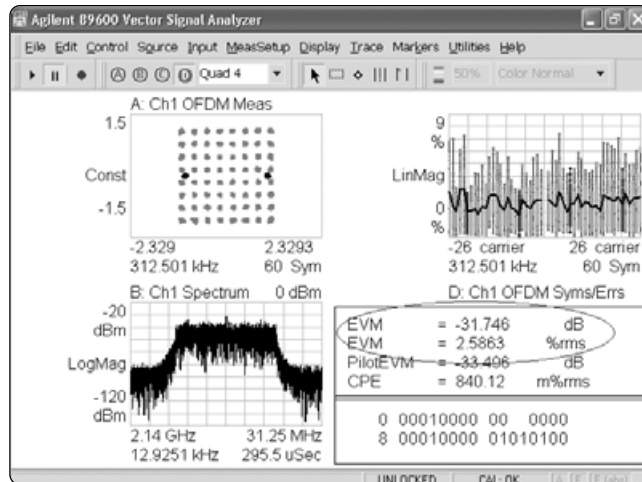 Agilent 89600 Vector Signal Analyzer
File Edit Control Source Input MeasSetup Display Trace Markers Utilities Help
A B C D Quad 4 50% Color Normal
A: Ch1 OFDM Meas
1.5
Const
-1.5
-2.329 2.3293
312.501 kHz 60 Sym
9
%
LinMag
0
%
-26 carrier 26 carrier
312.501 kHz 60 Sym
B: Ch1 Spectrum 0 dBm
-20
dBm
LogMag
-120
dBm
2.14 GHz 31.25 MHz
12.9251 kHz 295.5 uSec
D: Ch1 OFDM Syms/Errs
EVM = -31.746 dB
EVM = 2.5863 %rms
PilotEVM = -33.496 dB
CPE = 840.12 m%rms
0 00010000 00 0000
8 00010000 01010100
UNLOCKED CAL: OK